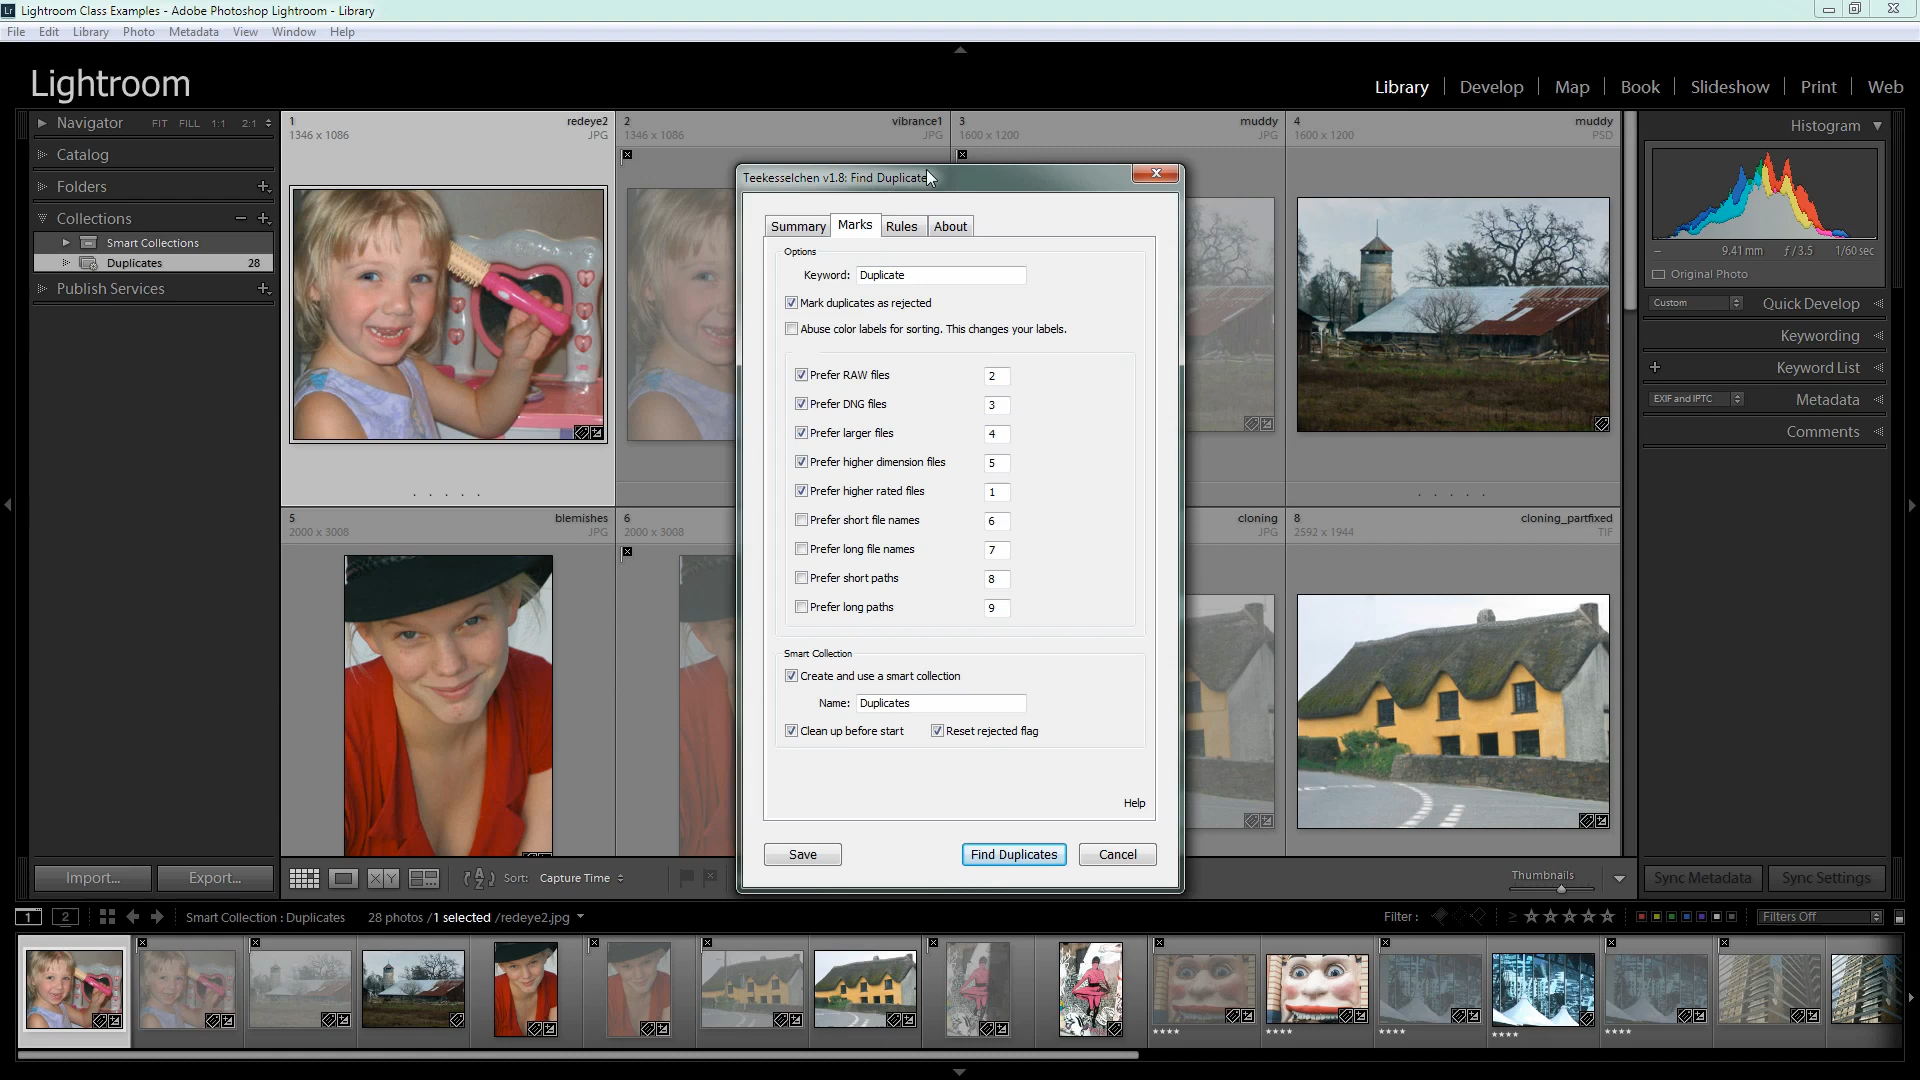 Lightroom Class Examples - Adobe Photoshop Lightroom - Library
File Edit Library Photo Metadata View Window Help
Lightroom
Library Develop Map Book Slideshow Print Web
Navigator FIT FILL 1:1 2:1
Catalog
Folders
Collections
Smart Collections
Duplicates 28
Publish Services
Import... Export...
1 redeye2
1346 x 1086 JPG
2 vibrance1
1346 x 1086 JPG
3 muddy
1600 x 1200 JPG
4 muddy
1600 x 1200 PSD
5 blemishes
2000 x 3008 JPG
6
2000 x 3008
cloning
JPG
8 cloning_partfixed
2592 x 1944 TIF
Teekesselchen v1.8: Find Duplicate
Summary Marks Rules About
Options
Keyword: Duplicate
Mark duplicates as rejected
Abuse color labels for sorting. This changes your labels.
Prefer RAW files 2
Prefer DNG files 3
Prefer larger files 4
Prefer higher dimension files 5
Prefer higher rated files 1
Prefer short file names 6
Prefer long file names 7
Prefer short paths 8
Prefer long paths 9
Smart Collection
Create and use a smart collection
Name: Duplicates
Clean up before start Reset rejected flag
Help
Save Find Duplicates Cancel
Histogram
9.41 mm f/3.5 1/60 sec
Original Photo
Custom Quick Develop
Keywording
Keyword List
EXIF and IPTC Metadata
Comments
Sync Metadata Sync Settings
XY Sort: Capture Time
Thumbnails
1 2 Smart Collection : Duplicates 28 photos /1 selected /redeye2.jpg
Filter : Filters Off